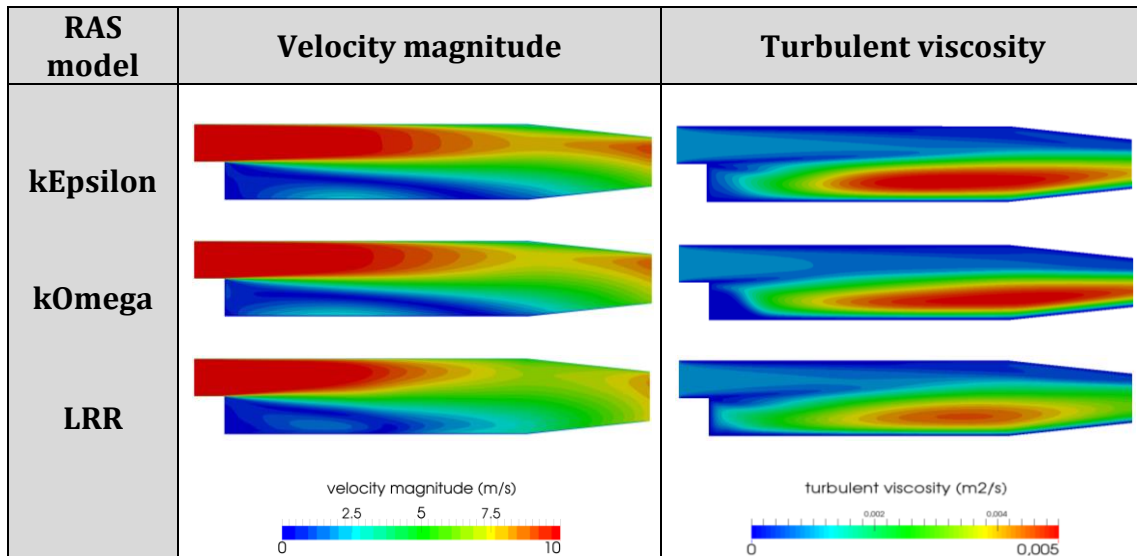 RAS
model
Velocity magnitude
Turbulent viscosity
kEpsilon
kOmega
LRR
velocity magnitude (m/s)
2.5 5 7.5
0 10
turbulent viscosity (m2/s)
0.002 0.004
0 0,005